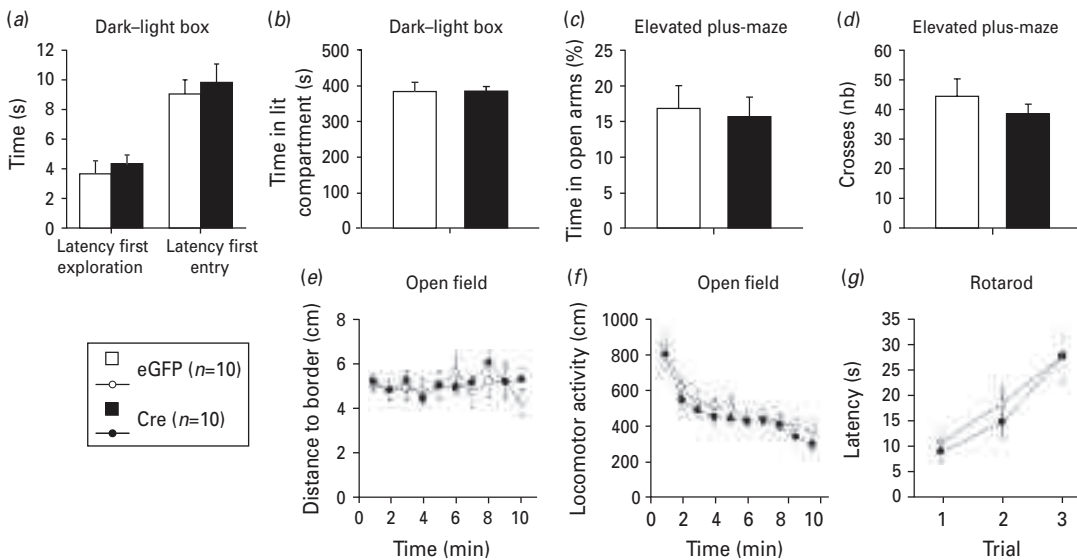 (a)
Dark–light box
Time (s)
12
10
8
6
4
2
0
Latency first
exploration
Latency first
entry
(b)
Dark–light box
Time in lit
compartment (s)
500
400
300
200
100
0
(c)
Elevated plus-maze
Time in open arms (%)
25
20
15
10
5
0
(d)
Elevated plus-maze
Crosses (nb)
60
50
40
30
20
10
0
eGFP (n=10)
Cre (n=10)
(e)
Open field
Distance to border (cm)
8
6
4
2
0
0 2 4 6 8 10
Time (min)
(f)
Open field
Locomotor activity (cm)
1000
800
600
400
200
0
0 2 4 6 8 10
Time (min)
(g)
Rotarod
Latency (s)
35
30
25
20
15
10
5
0
1 2 3
Trial